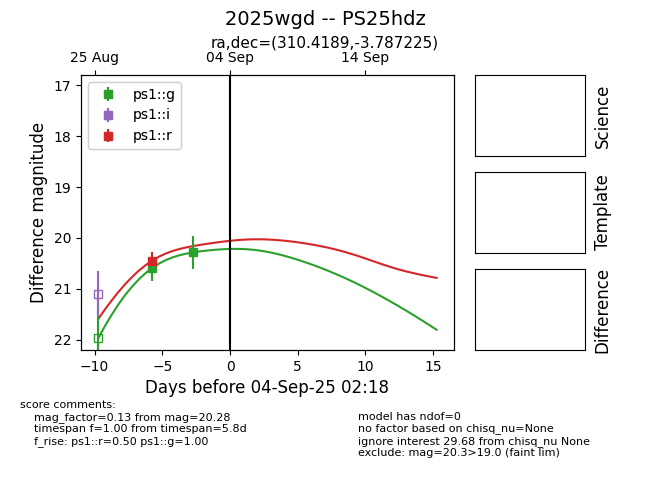 2025wgd -- PS25hdz
ra,dec=(310.4189,-3.787225)
25 Aug
04 Sep
14 Sep
ps1::g
ps1::i
ps1::r
17
18
19
20
21
22
Difference magnitude
−10
−5
0
5
10
15
Days before 04-Sep-25 02:18
Science
Template
Difference
score comments:
mag_factor=0.13 from mag=20.28
timespan f=1.00 from timespan=5.8d
f_rise: ps1::r=0.50 ps1::g=1.00
model has ndof=0
no factor based on chisq_nu=None
ignore interest 29.68 from chisq_nu None
exclude: mag=20.3>19.0 (faint lim)